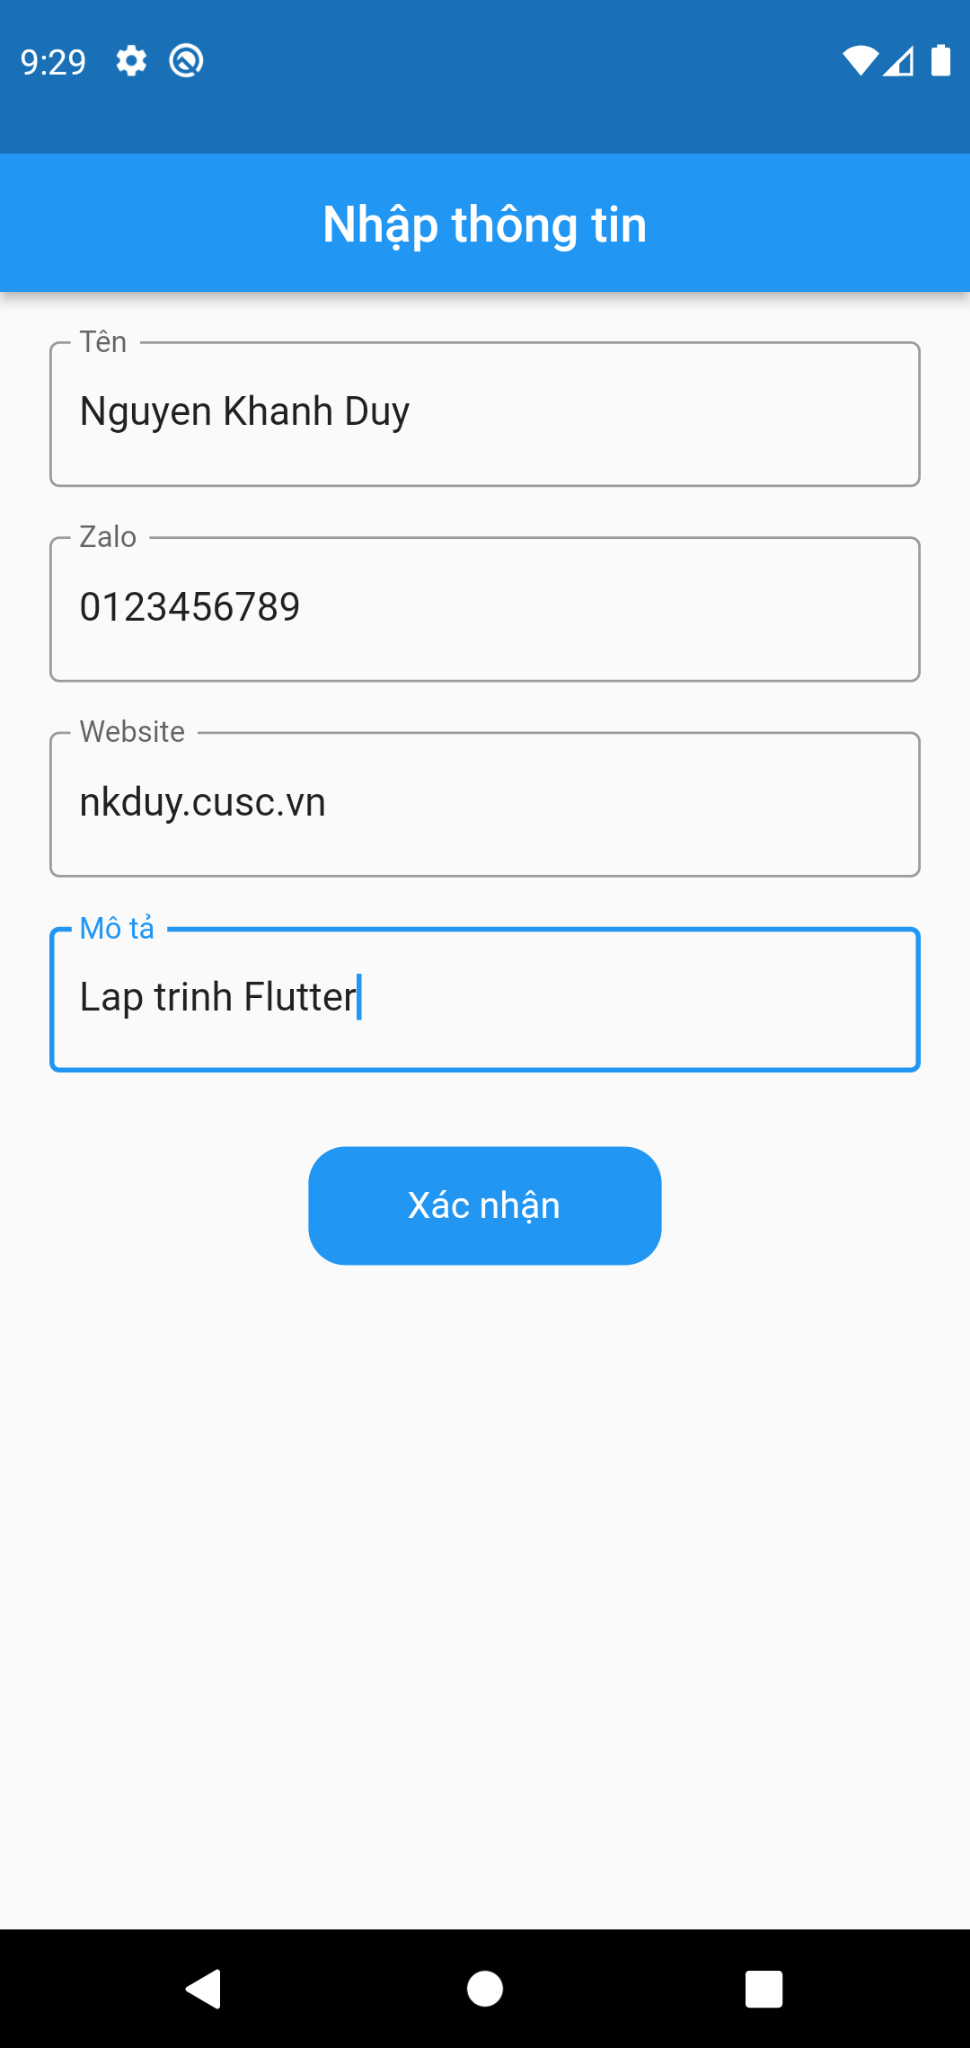 9:29
Nhập thông tin
Tên
Nguyen Khanh Duy
Zalo
0123456789
Website
nkduy.cusc.vn
Mô tả
Lap trinh Flutter
Xác nhận